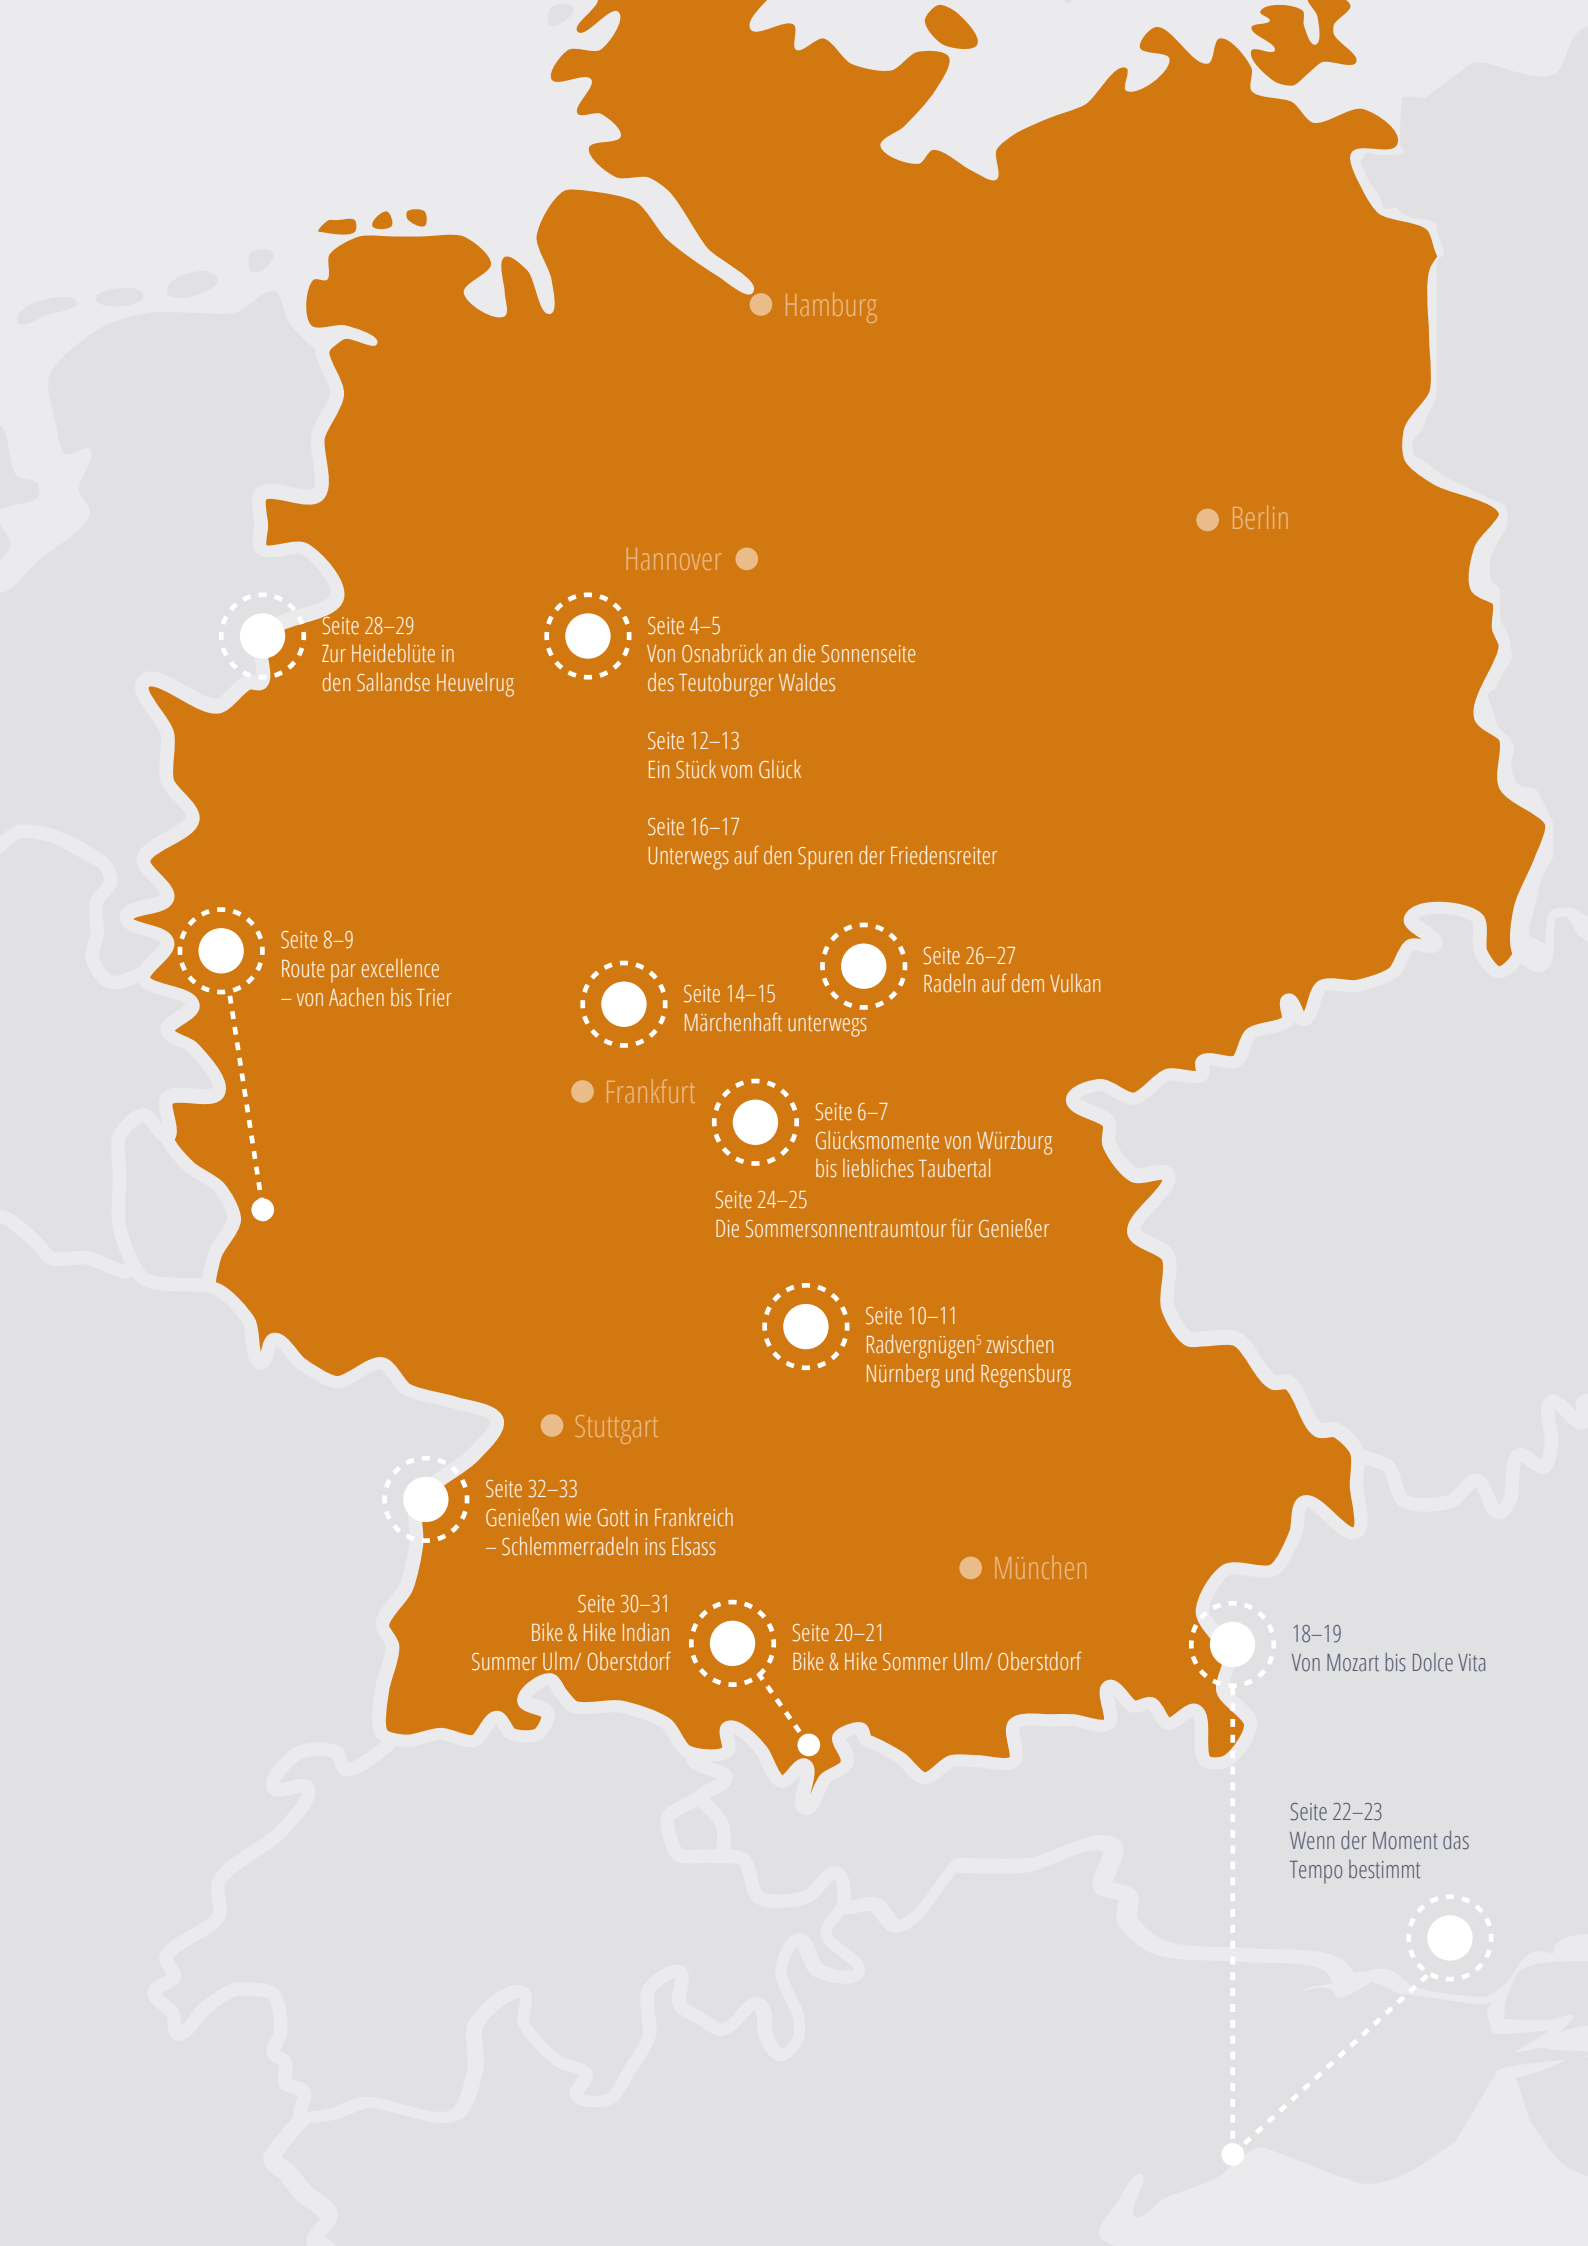 Hamburg
Berlin
Hannover
Seite 28–29
Zur Heideblüte in
den Sallandse Heuvelrug
Seite 4–5
Von Osnabrück an die Sonnenseite
des Teutoburger Waldes
Seite 12–13
Ein Stück vom Glück
Seite 16–17
Unterwegs auf den Spuren der Friedensreiter
Seite 8–9
Route par excellence
– von Aachen bis Trier
Seite 26–27
Radeln auf dem Vulkan
Seite 14–15
Märchenhaft unterwegs
Frankfurt
Seite 6–7
Glücksmomente von Würzburg
bis liebliches Taubertal
Seite 24–25
Die Sommersonnentraumtour für Genießer
Seite 10–11
Radvergnügen⁵ zwischen
Nürnberg und Regensburg
Stuttgart
Seite 32–33
Genießen wie Gott in Frankreich
– Schlemmerradeln ins Elsass
München
Seite 30–31
Bike & Hike Indian
Summer Ulm/ Oberstdorf
Seite 20–21
Bike & Hike Sommer Ulm/ Oberstdorf
18–19
Von Mozart bis Dolce Vita
Seite 22–23
Wenn der Moment das
Tempo bestimmt